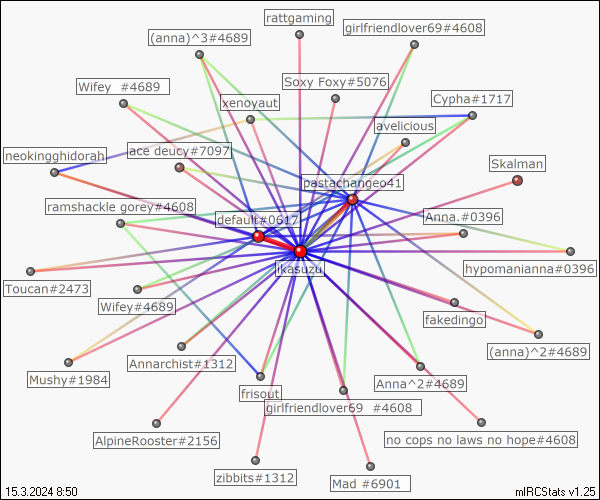 rattgaming
(anna)^3#4689
girlfriendlover69#4608
Wifey  #4689
Soxy Foxy#5076
xenoyaut
Cypha#1717
avelicious
neokingghidorah
ace deucy#7097
Skalman
pastachangeo41
ramshackle gorey#4608
default#0617
Anna.#0396
jikasuzu
hypomanianna#0396
Toucan#2473
Wifey#4689
fakedingo
(anna)^2#4689
Annarchist#1312
Mushy#1984
frisout
Anna^2#4689
girlfriendlover69  #4608
AlpineRooster#2156
no cops no laws no hope#4608
zibbits#1312
Mad #6901
15.3.2024 8:50
mIRCStats v1.25